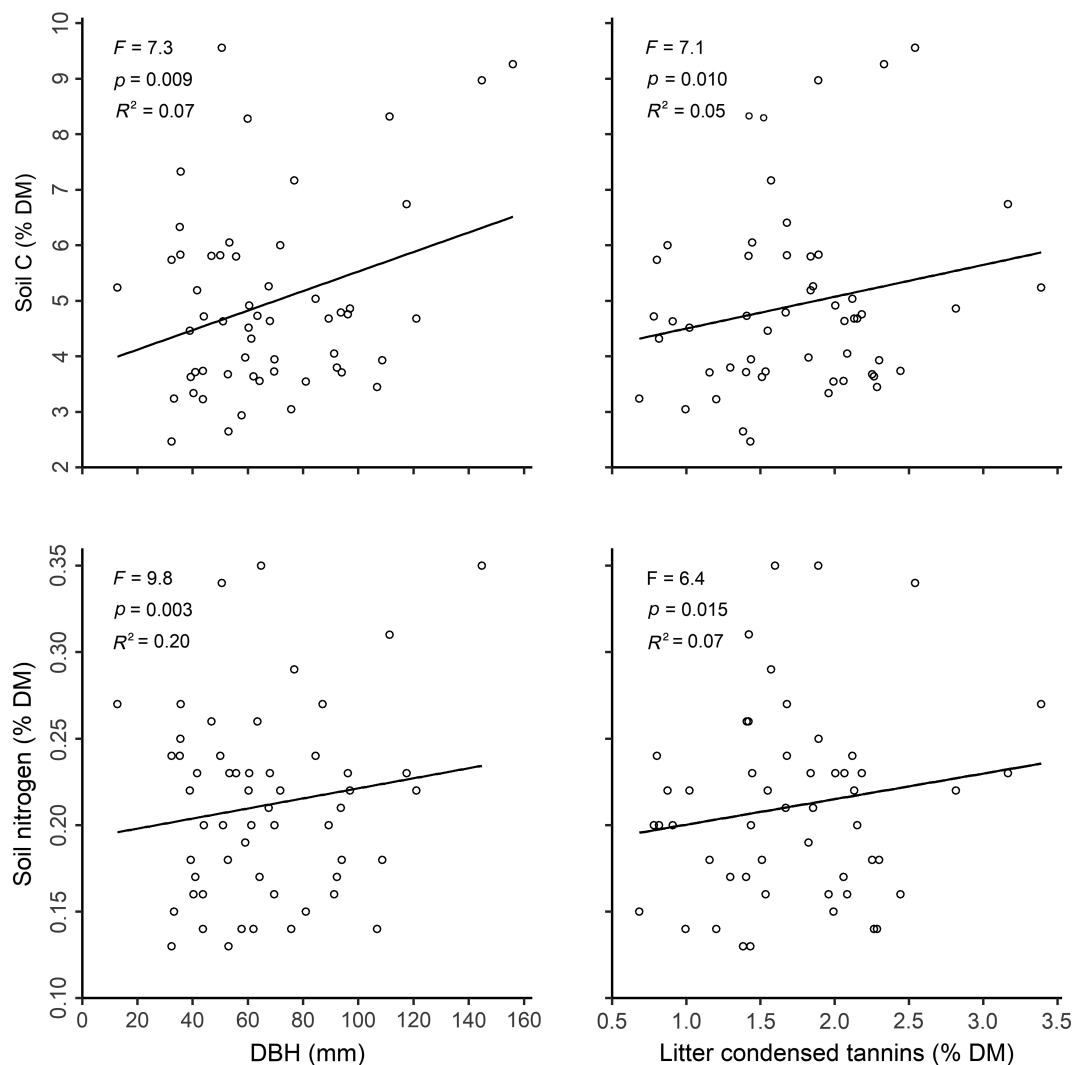 F = 7.3
p = 0.009
R² = 0.07
F = 7.1
p = 0.010
R² = 0.05
Soil C (% DM)
10
9
8
7
6
5
4
3
2
F = 9.8
p = 0.003
R² = 0.20
F = 6.4
p = 0.015
R² = 0.07
Soil nitrogen (% DM)
0.35
0.30
0.25
0.20
0.15
0.10
0 20 40 60 80 100 120 140 160
0.5 1.0 1.5 2.0 2.5 3.0 3.5
DBH (mm)
Litter condensed tannins (% DM)